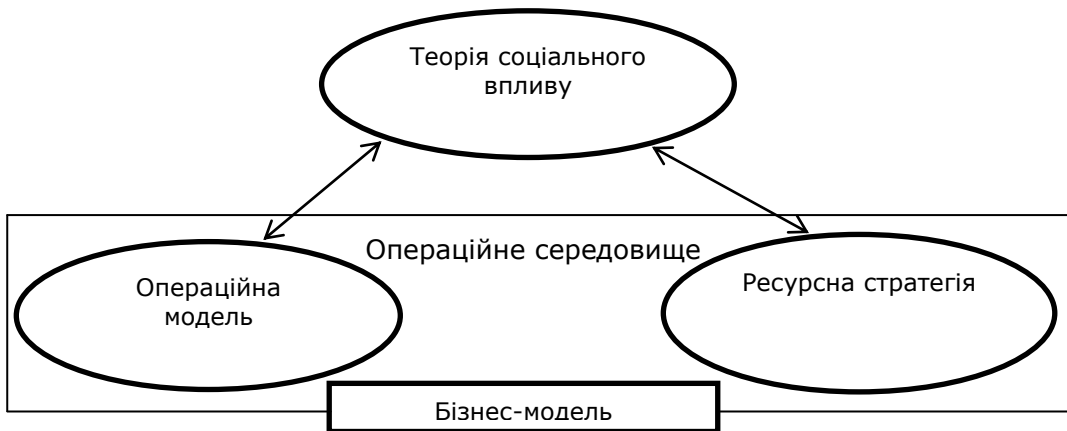 Теорія соціального
впливу
Операційне середовище
Операційна
модель
Ресурсна стратегія
Бізнес-модель